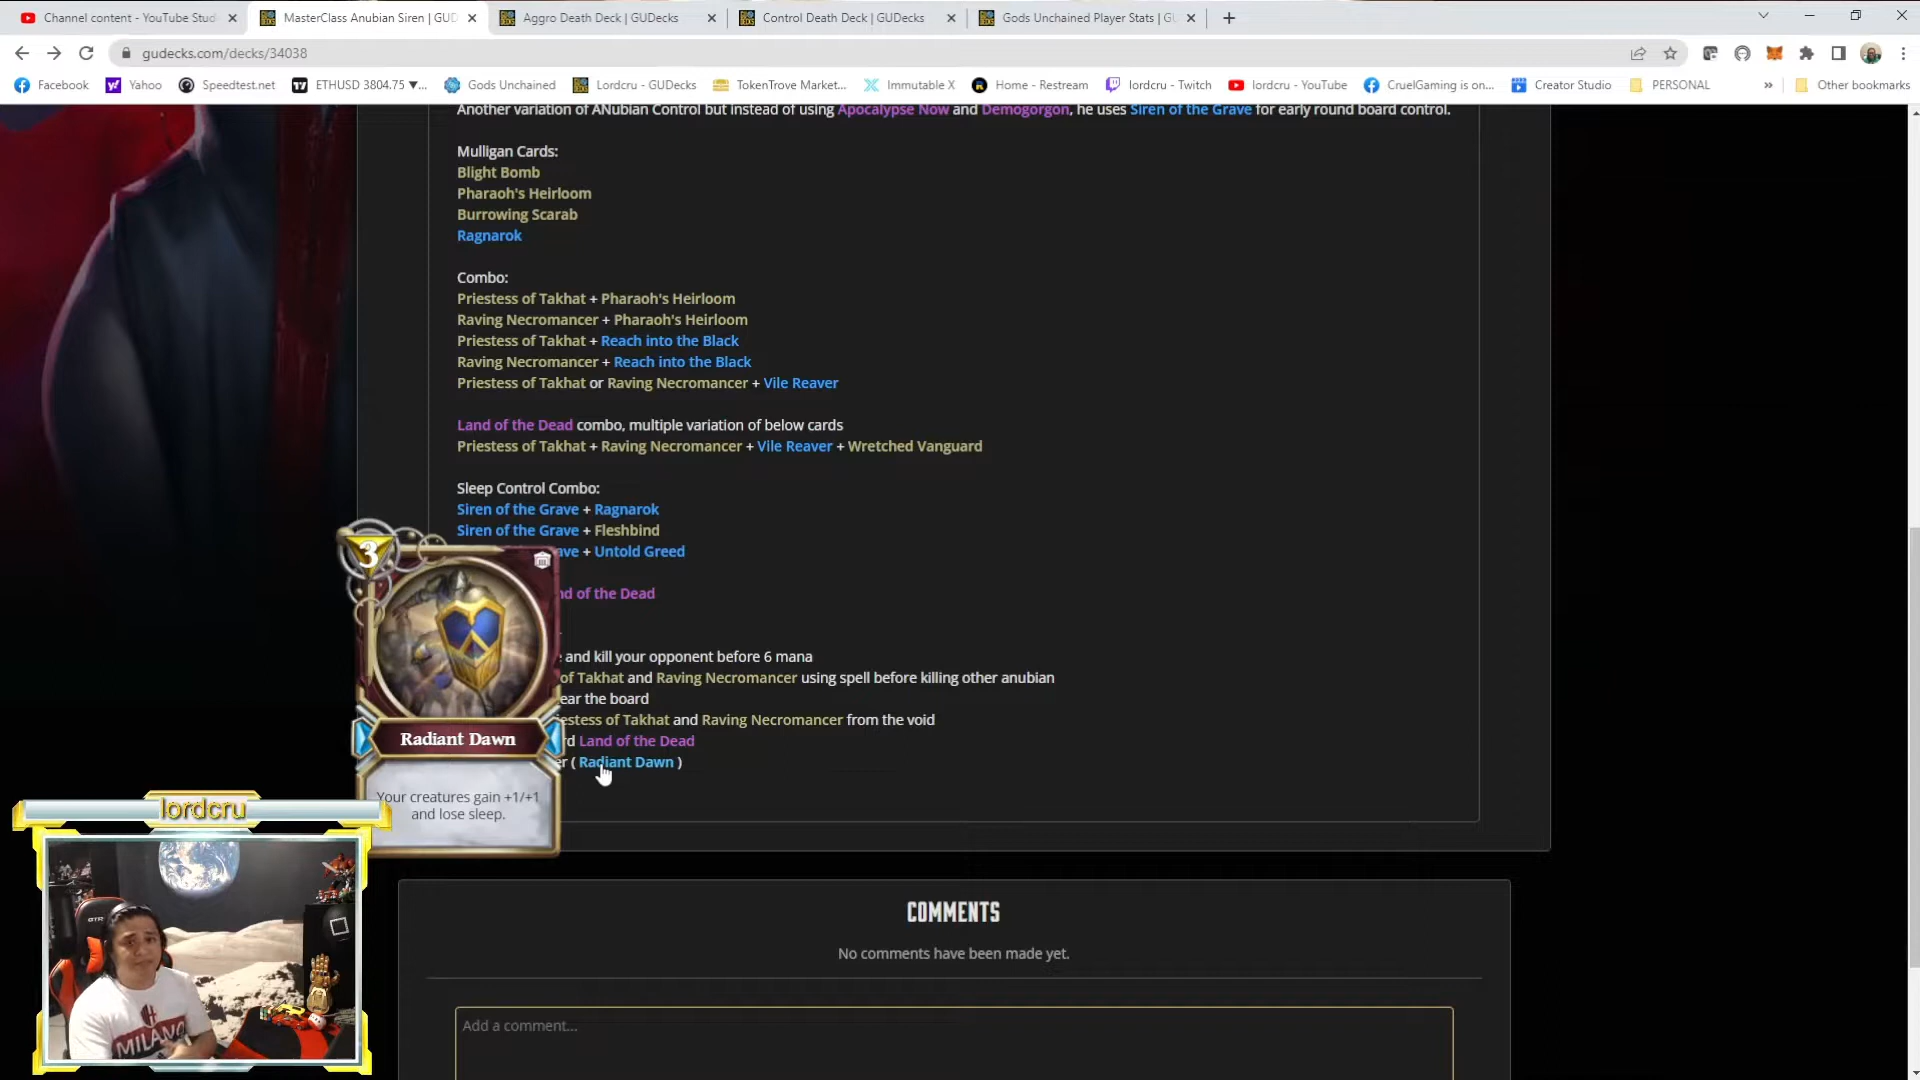 Channel content - YouTube Stud
MasterClass Anubian Siren | GUD
Aggro Death Deck | GUDecks
Control Death Deck | GUDecks
Gods Unchained Player Stats | G
gudecks.com/decks/34038
Facebook
Yahoo
Speedtest.net
ETHUSD 3804.75 ▼...
Gods Unchained
Lordcru - GUDecks
TokenTrove Market...
Immutable X
Home - Restream
lordcru - Twitch
lordcru - YouTube
CruelGaming is on...
Creator Studio
PERSONAL
»
Other bookmarks
Another variation of ANubian Control but instead of using Apocalypse Now and Demogorgon, he uses Siren of the Grave for early round board control.
Mulligan Cards:
Blight Bomb
Pharaoh's Heirloom
Burrowing Scarab
Ragnarok
Combo:
Priestess of Takhat + Pharaoh's Heirloom
Raving Necromancer + Pharaoh's Heirloom
Priestess of Takhat + Reach into the Black
Raving Necromancer + Reach into the Black
Priestess of Takhat or Raving Necromancer + Vile Reaver
Land of the Dead combo, multiple variation of below cards
Priestess of Takhat + Raving Necromancer + Vile Reaver + Wretched Vanguard
Sleep Control Combo:
Siren of the Grave + Ragnarok
Siren of the Grave + Fleshbind
ave + Untold Greed
nd of the Dead
and kill your opponent before 6 mana
of Takhat and Raving Necromancer using spell before killing other anubian
ear the board
estess of Takhat and Raving Necromancer from the void
rd Land of the Dead
er ( Radiant Dawn )
3
Radiant Dawn
Your creatures gain +1/+1
and lose sleep.
lordcru
GTR
MILANO
COMMENTS
No comments have been made yet.
Add a comment...